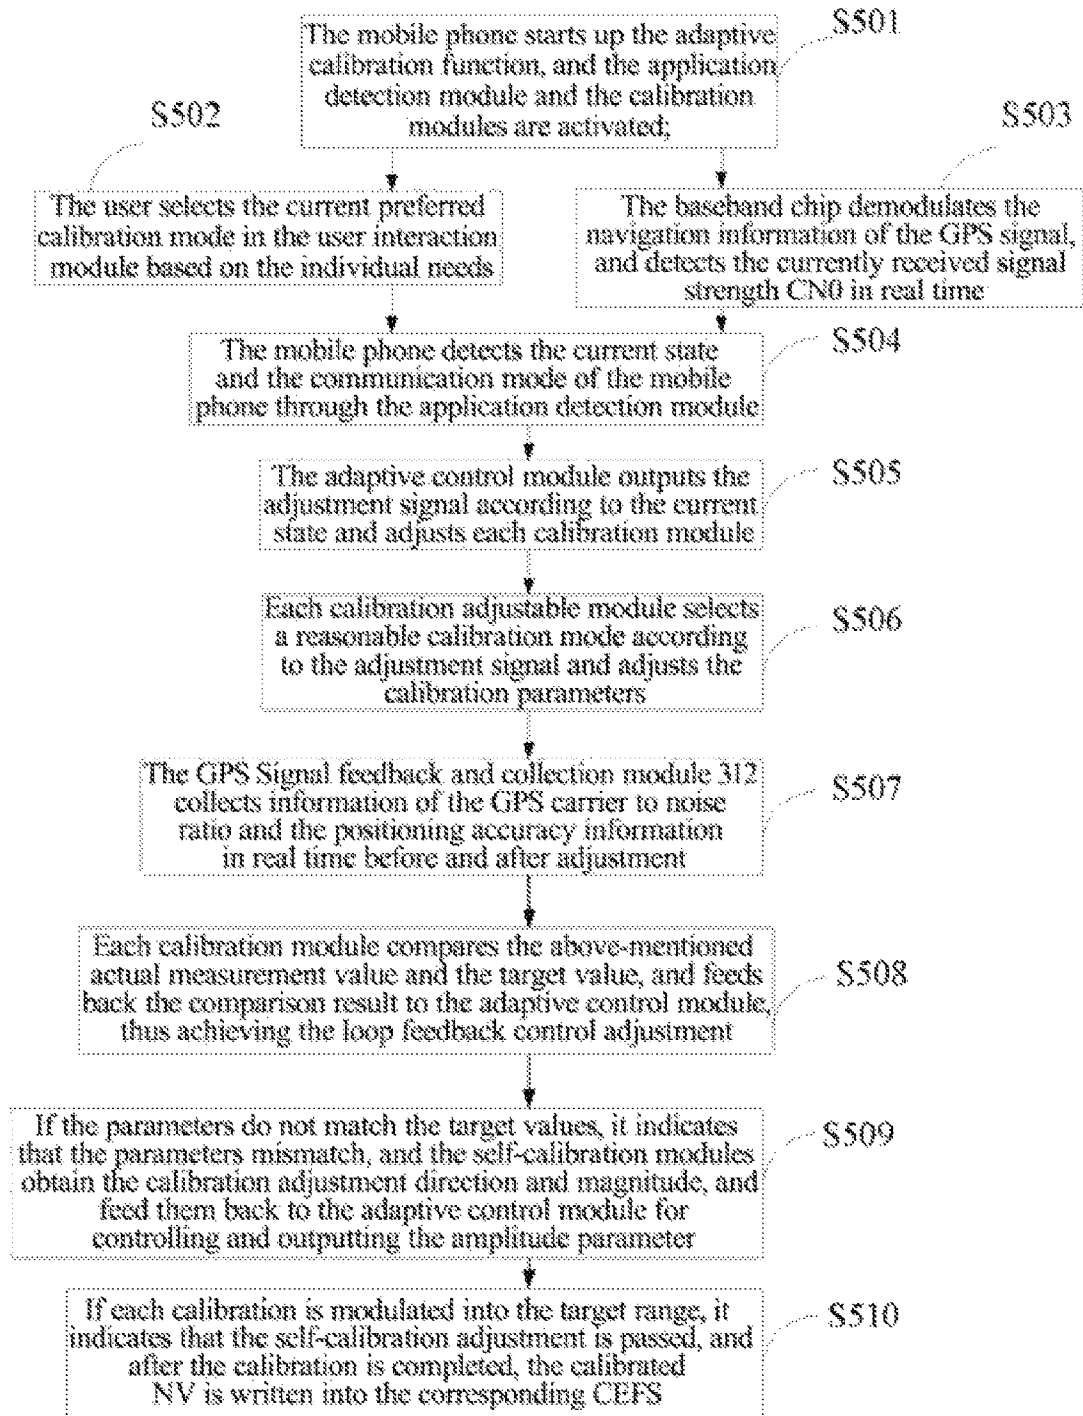 The mobile phone starts up the adaptive
calibration function, and the application
detection module and the calibration
modules are activated;
S501
S502
The user selects the current preferred
calibration mode in the user interaction
module based on the individual needs
S503
The baseband chip demodulates the
navigation information of the GPS signal,
and detects the currently received signal
strength CN0 in real time
The mobile phone detects the current state
and the communication mode of the mobile
phone through the application detection module
S504
The adaptive control module outputs the
adjustment signal according to the current
state and adjusts each calibration module
S505
Each calibration adjustable module selects
a reasonable calibration mode according
to the adjustment signal and adjusts the
calibration parameters
S506
The GPS Signal feedback and collection module 312
collects information of the GPS carrier to noise
ratio and the positioning accuracy information
in real time before and after adjustment
S507
Each calibration module compares the above-mentioned
actual measurement value and the target value, and feeds
back the comparison result to the adaptive control module,
thus achieving the loop feedback control adjustment
S508
If the parameters do not match the target values, it indicates
that the parameters mismatch, and the self-calibration modules
obtain the calibration adjustment direction and magnitude, and
feed them back to the adaptive control module for
controlling and outputting the amplitude parameter
S509
If each calibration is modulated into the target range, it
indicates that the self-calibration adjustment is passed, and
after the calibration is completed, the calibrated
NV is written into the corresponding CEFS
S510